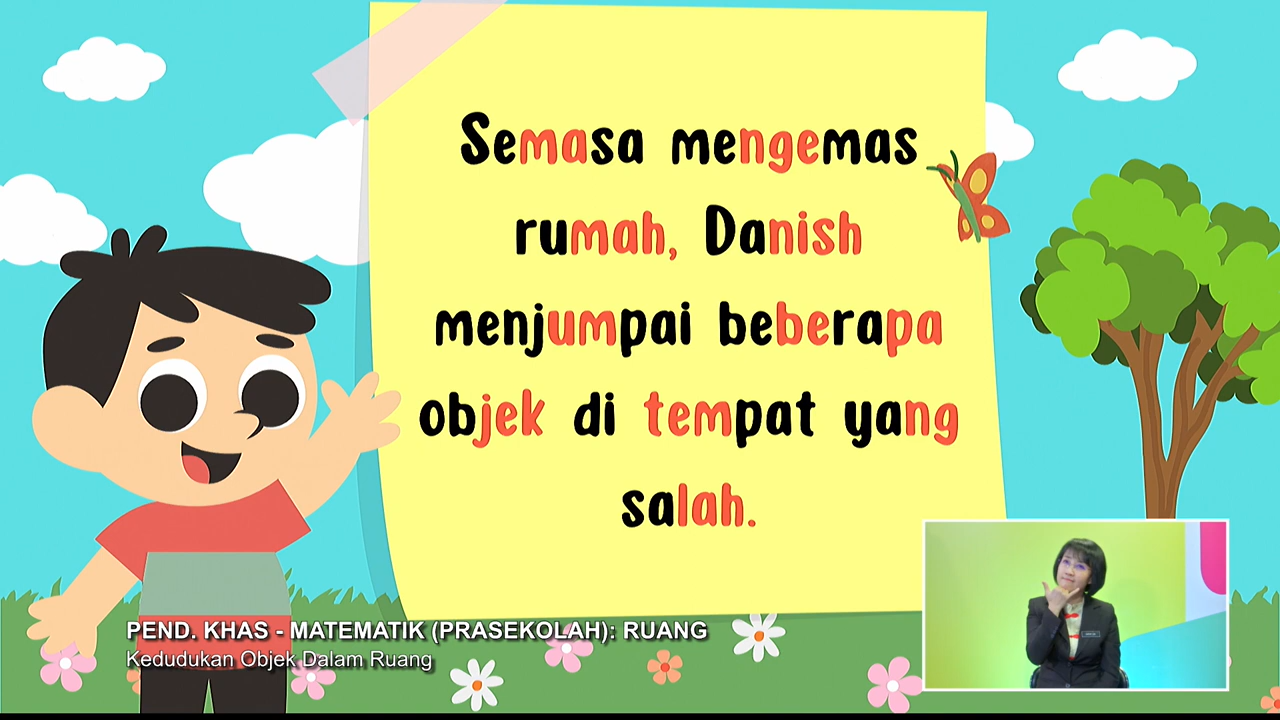 Semasa mengemas
rumah, Danish
menjumpai beberapa
objek di tempat yang
salah.
PEND. KHAS - MATEMATIK (PRASEKOLAH): RUANG
Kedudukan Objek Dalam Ruang